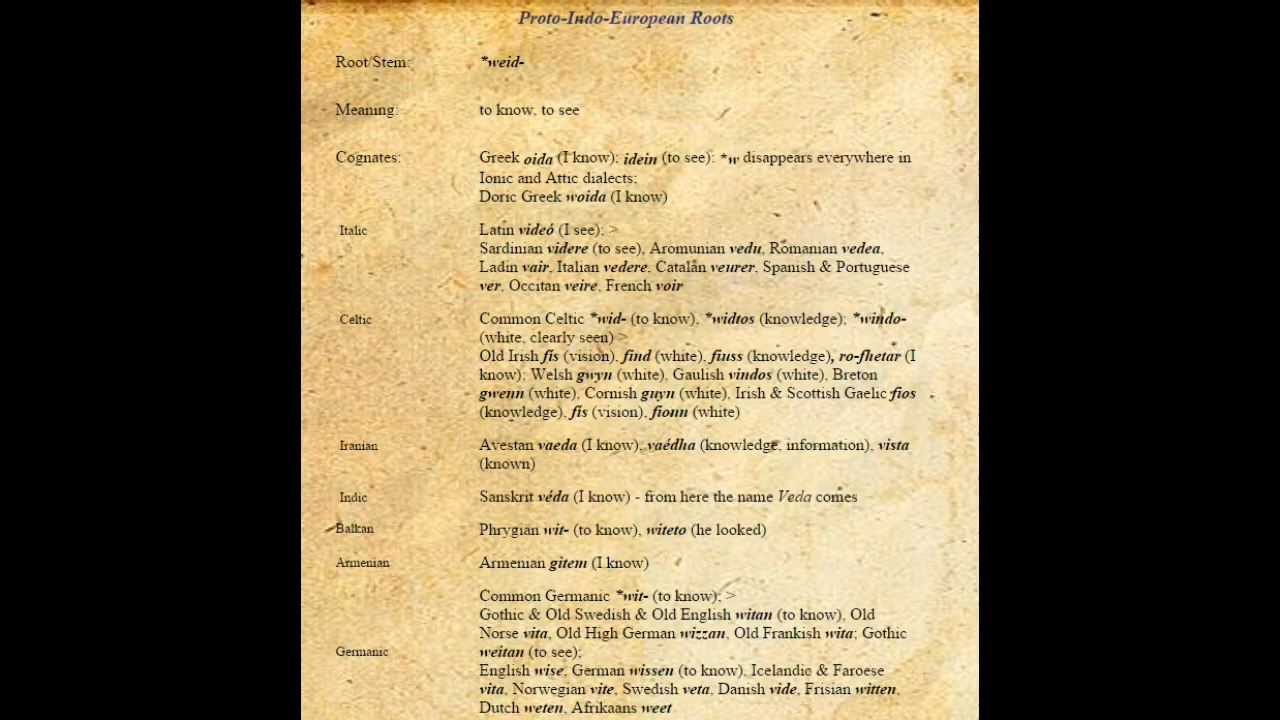 Proto-Indo-European Roots
Root/Stem: *weid-
Meaning: to know, to see
Cognates: Greek oida (I know); idein (to see); *w disappears everywhere in
Ionic and Attic dialects;
Doric Greek woida (I know)
Italic Latin videó (I see); >
Sardinian videre (to see), Aromunian vedu, Romanian vedea,
Ladin vair, Italian vedere, Catalan veurer, Spanish & Portuguese
ver, Occitan veire, French voir
Celtic Common Celtic *wid- (to know), *widtos (knowledge); *windo-
(white, clearly seen) >
Old Irish fís (vision), find (white), fiuss (knowledge), ro-fhetar (I
know); Welsh gwyn (white), Gaulish vindos (white), Breton
gwenn (white), Cornish guyn (white), Irish & Scottish Gaelic fios
(knowledge), fís (vision), fionn (white)
Iranian Avestan vaeda (I know), vaédha (knowledge, information), vista
(known)
Indic Sanskrit véda (I know) - from here the name Veda comes
Balkan Phrygian wit- (to know), witeto (he looked)
Armenian Armenian gitem (I know)
Common Germanic *wit- (to know); >
Gothic & Old Swedish & Old English witan (to know), Old
Norse vita, Old High German wizzan, Old Frankish wita; Gothic
Germanic weitan (to see);
English wise, German wissen (to know), Icelandic & Faroese
vita, Norwegian vite, Swedish veta, Danish vide, Frisian witten,
Dutch weten, Afrikaans weet